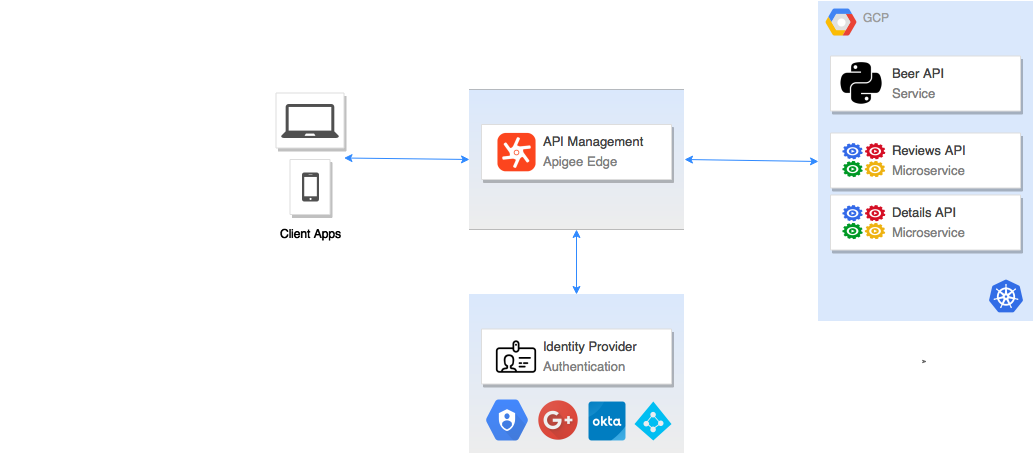 GCP
Beer API
Service
Reviews API
Microservice
Details API
Microservice
API Management
Apigee Edge
Client Apps
Identity Provider
Authentication
G+
okta